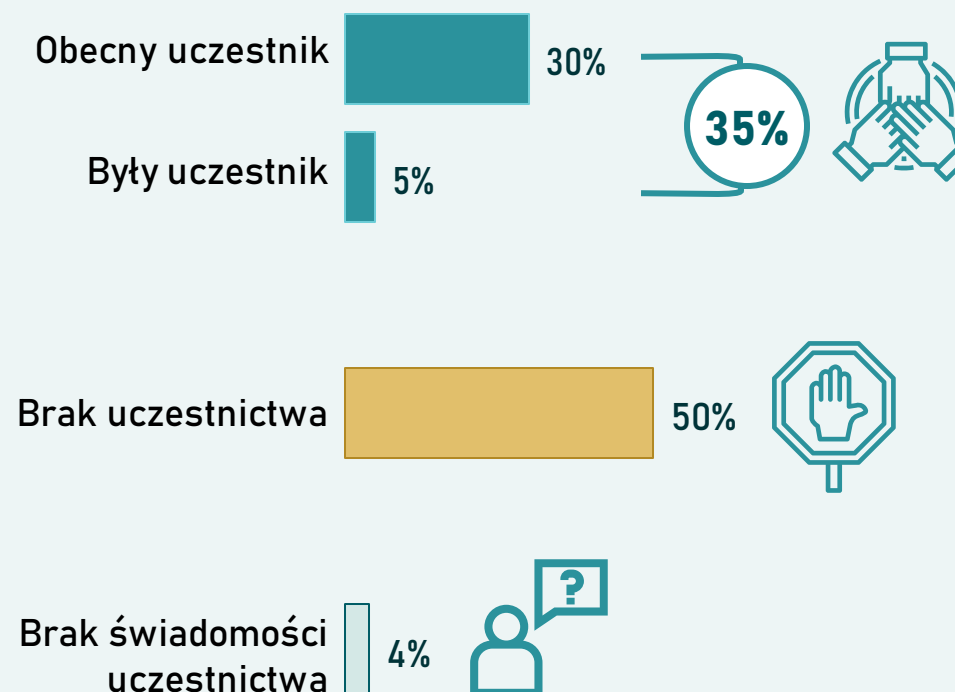 Obecny uczestnik
30%
35%
Były uczestnik
5%
Brak uczestnictwa
50%
?
Brak świadomości
4%
uczestnictwa